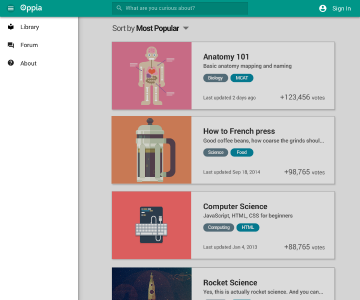 Oppia
What are you curious about?
Sign In
Library
Forum
About
Sort by Most Popular
Anatomy 101
Basic anatomy mapping and naming
Biology
MCAT
Last updated 2 days ago
+123,456 votes
How to French press
Good coffee beans, how coarse the grinds shoul...
Science
Food
Last updated Sep 18, 2014
+98,765 votes
Computer Science
JavaScript, HTML, CSS for beginners
Computing
HTML
Last updated Jan 4, 2013
+88,765 votes
Rocket Science
Yes, this is actually rocket science. And you can...